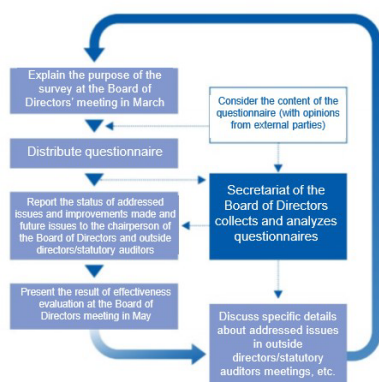 Explain the purpose of the
survey at the Board of
Directors' meeting in March
Consider the content of the
questionnaire (with opinions
from external parties)
Distribute questionnaire
Secretariat of the
Board of Directors
collects and analyzes
questionnaires
Report the status of addressed
issues and improvements made and
future issues to the chairperson of
the Board of Directors and outside
directors/statutory auditors
Present the result of effectiveness
evaluation at the Board of
Directors meeting in May
Discuss specific details
about addressed issues
in outside
directors/statutory
auditors meetings, etc.